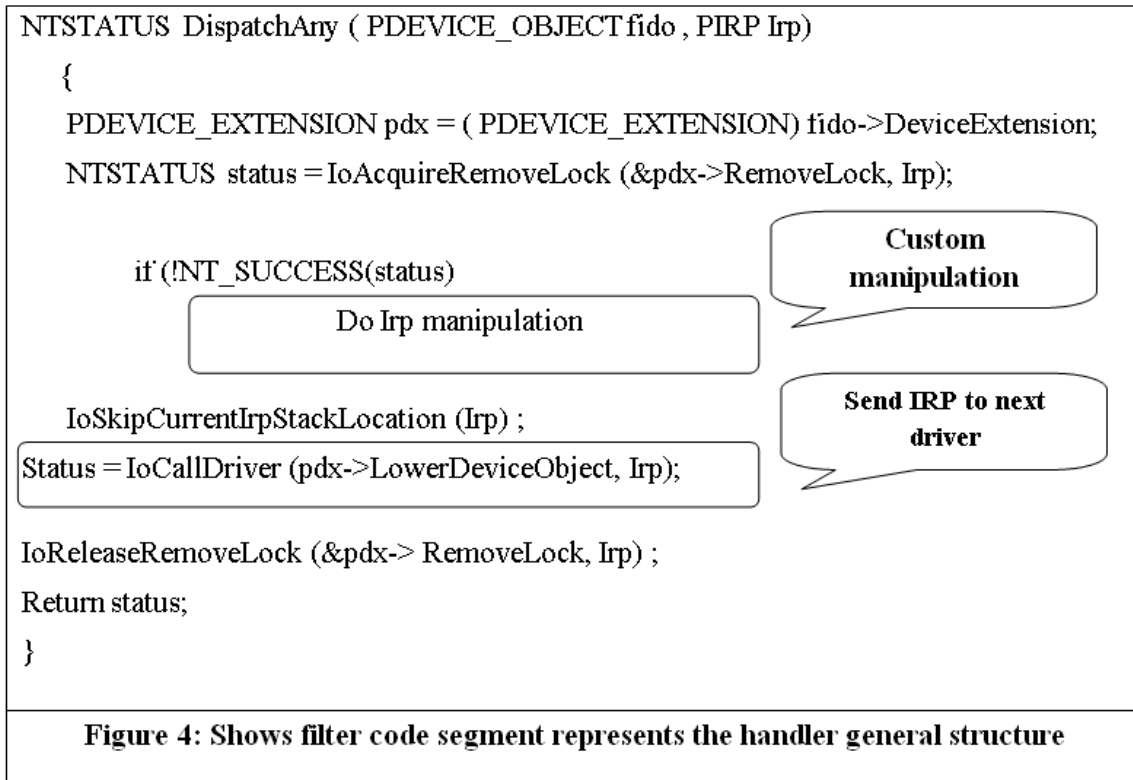 NTSTATUS DispatchAny ( PDEVICE_OBJECT fido , PIRP Irp)
{
PDEVICE_EXTENSION pdx = ( PDEVICE_EXTENSION) fido->DeviceExtension;
NTSTATUS status = IoAcquireRemoveLock (&pdx->RemoveLock, Irp);
Custom
manipulation
if (!NT_SUCCESS(status)
Do Irp manipulation
Send IRP to next
driver
IoSkipCurrentIrpStackLocation (Irp) ;
Status = IoCallDriver (pdx->LowerDeviceObject, Irp);
IoReleaseRemoveLock (&pdx-> RemoveLock, Irp) ;
Return status;
}
Figure 4: Shows filter code segment represents the handler general structure